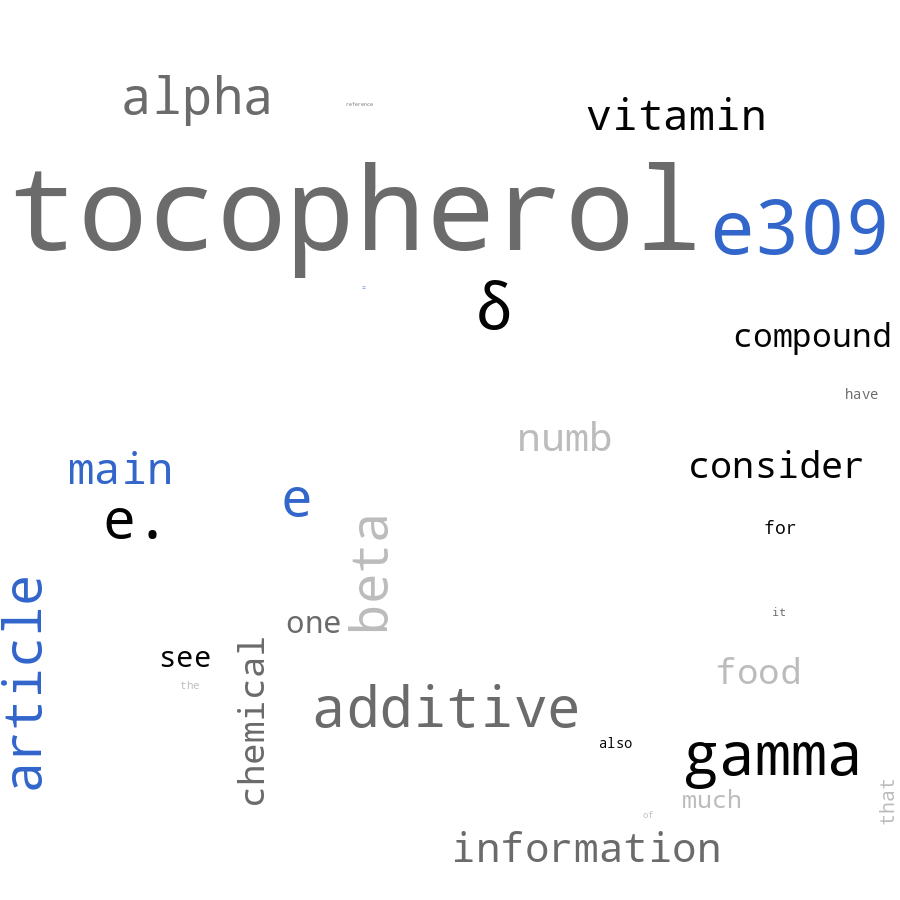 alpha
reference
vitamin
tocopherol
e309
=
δ
compound
have
numb
main
consider
e
e.
for
beta
article
it
one
see
chemical
food
the
additive
also
gamma
much
that
of
information